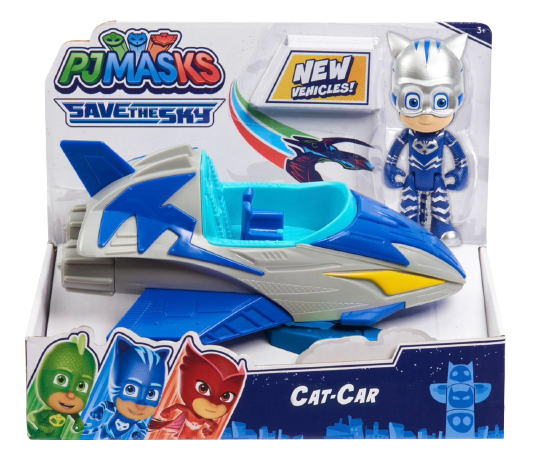 PJMASKS
SAVE THE SKY
NEW
VEHICLES!
3+
CAT-CAR